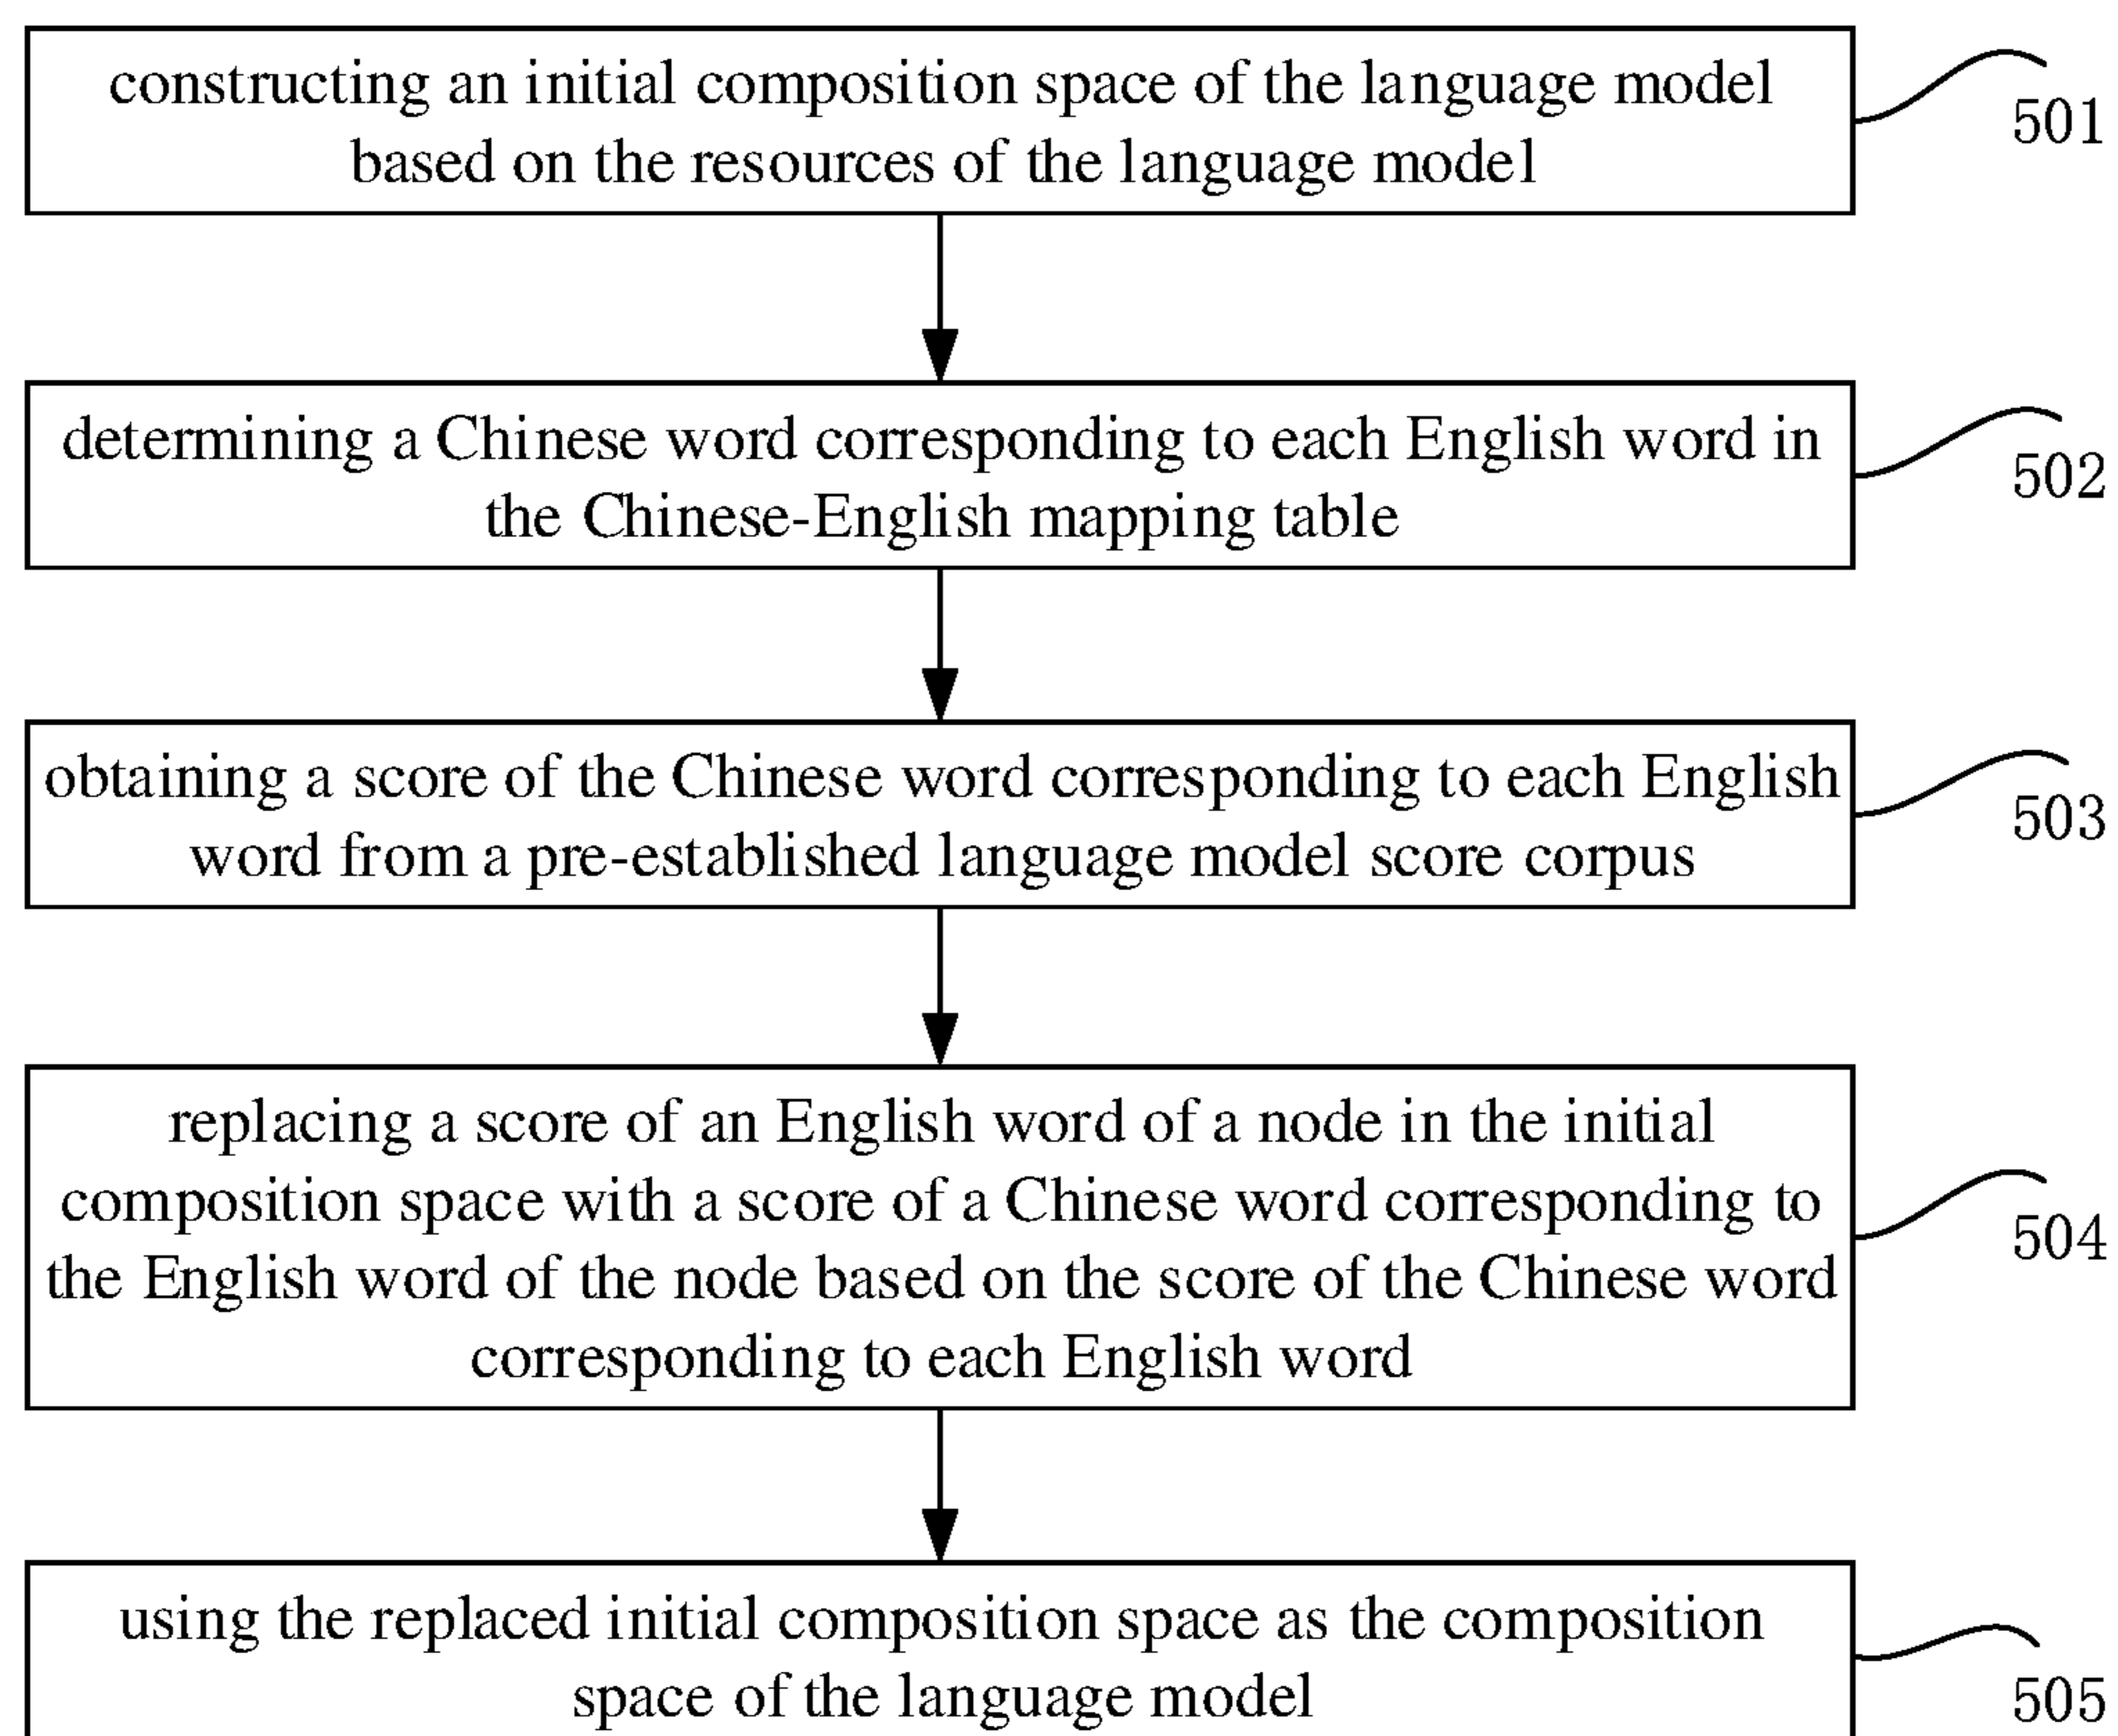 constructing an initial composition space of the language model
based on the resources of the language model
501
determining a Chinese word corresponding to each English word in
the Chinese-English mapping table
502
obtaining a score of the Chinese word corresponding to each English
word from a pre-established language model score corpus
503
replacing a score of an English word of a node in the initial
composition space with a score of a Chinese word corresponding to
the English word of the node based on the score of the Chinese word
corresponding to each English word
504
using the replaced initial composition space as the composition
space of the language model
505